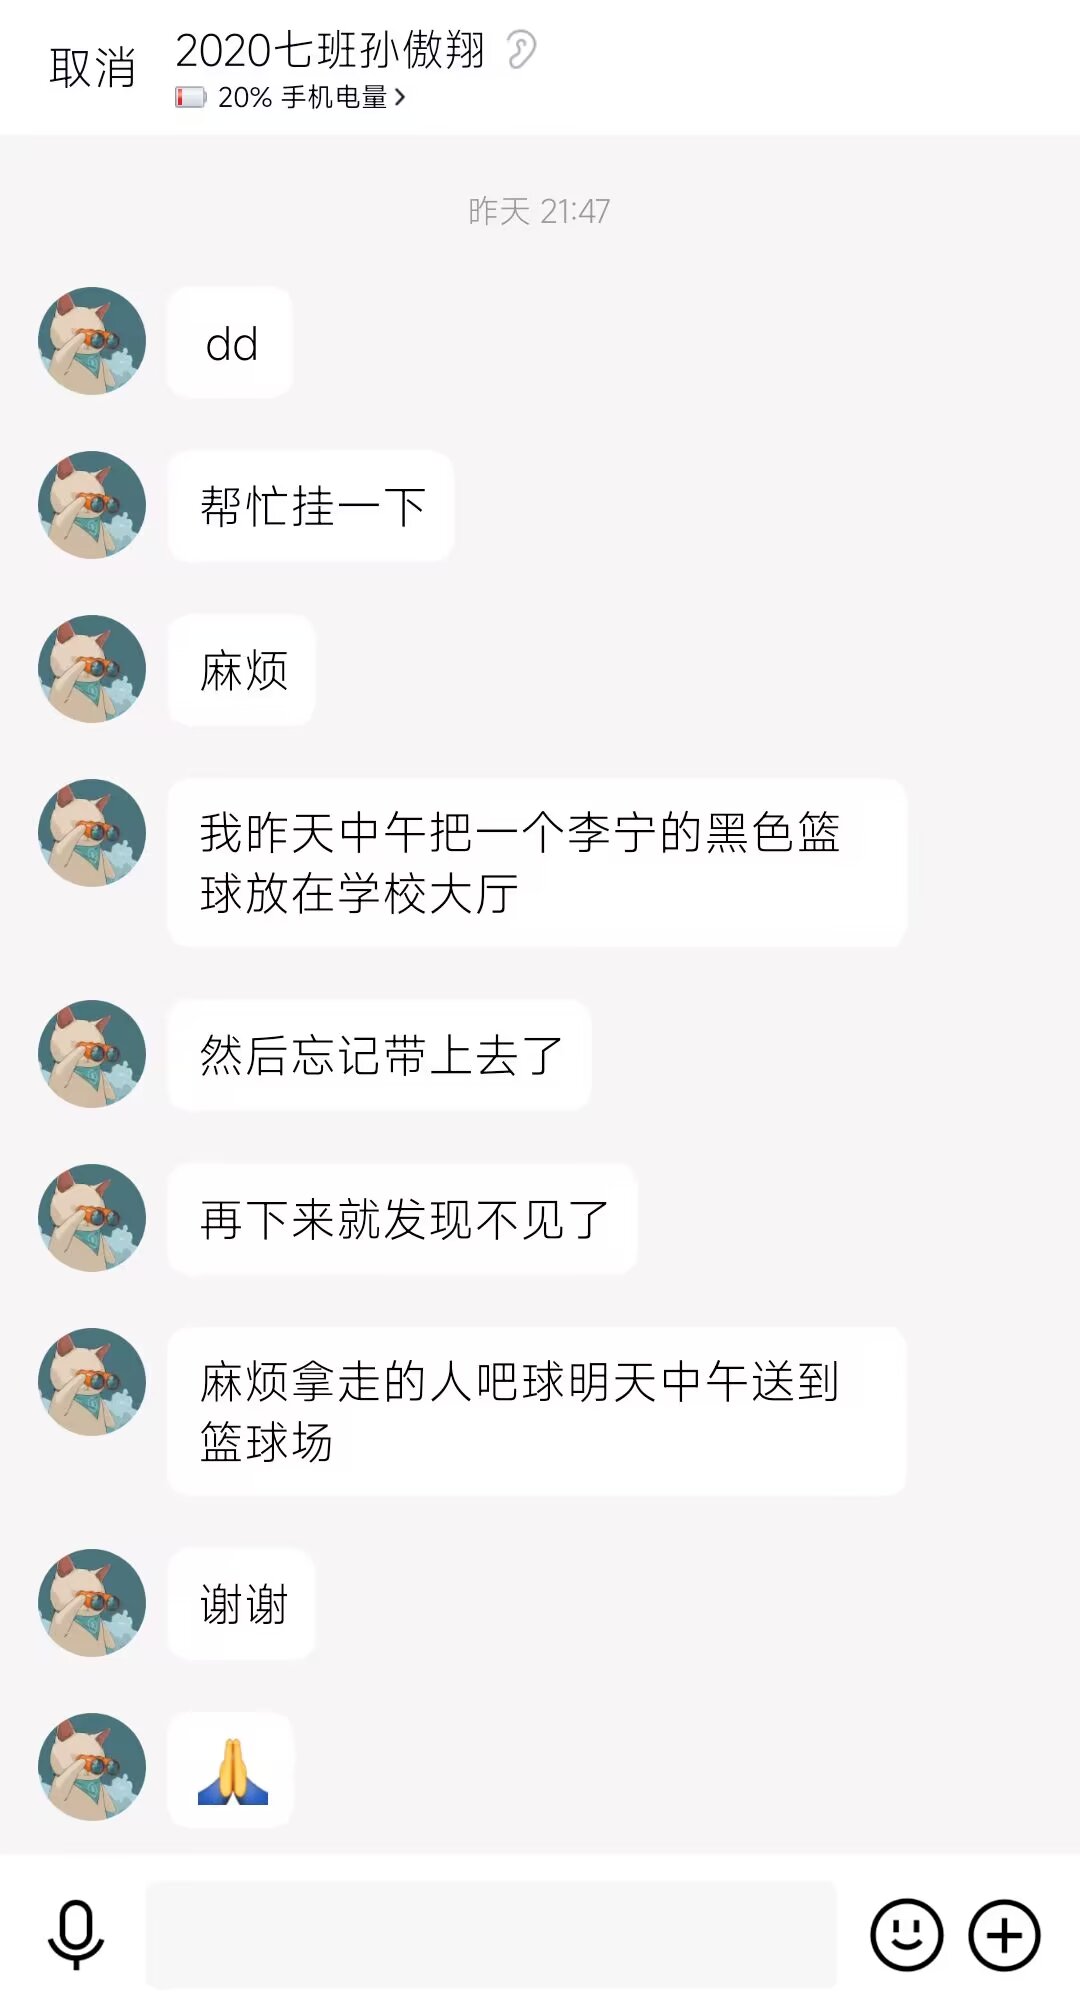 取消
2020七班孙傲翔
20% 手机电量
昨天 21:47
dd
帮忙挂一下
麻烦
我昨天中午把一个李宁的黑色篮
球放在学校大厅
然后忘记带上去了
再下来就发现不见了
麻烦拿走的人吧球明天中午送到
篮球场
谢谢
🙏